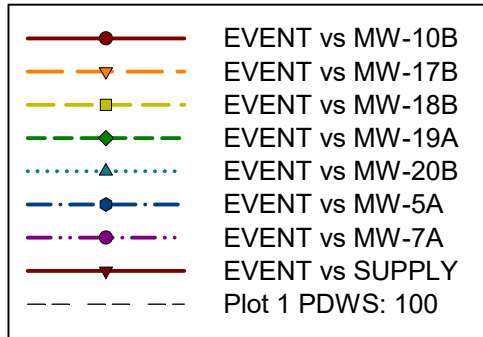 EVENT vs MW-10B
EVENT vs MW-17B
EVENT vs MW-18B
EVENT vs MW-19A
EVENT vs MW-20B
EVENT vs MW-5A
EVENT vs MW-7A
EVENT vs SUPPLY
Plot 1 PDWS: 100